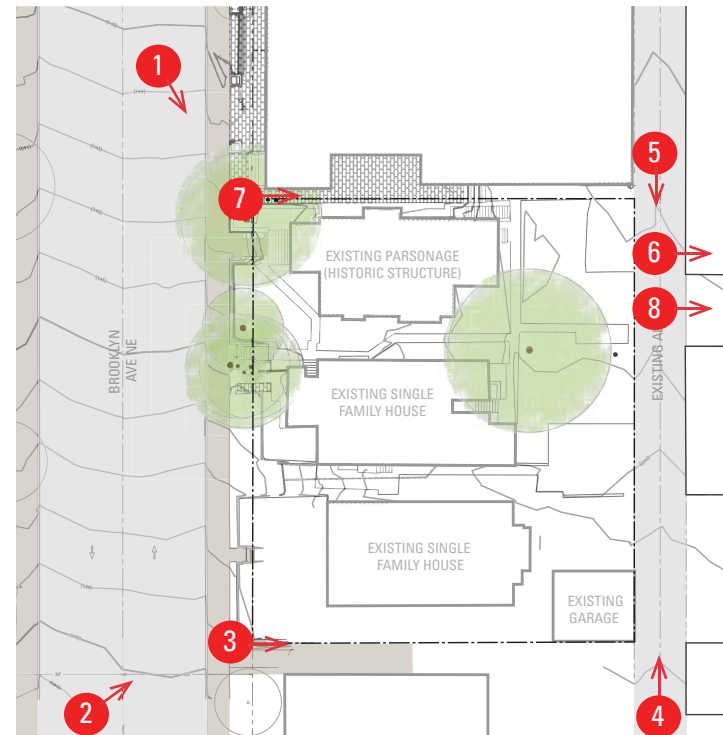 1
5
7
6
EXISTING PARSONAGE
(HISTORIC STRUCTURE)
8
BROOKLYN
AVE NE
EXISTING
EXISTING SINGLE
FAMILY HOUSE
EXISTING SINGLE
FAMILY HOUSE
EXISTING
GARAGE
3
2
4